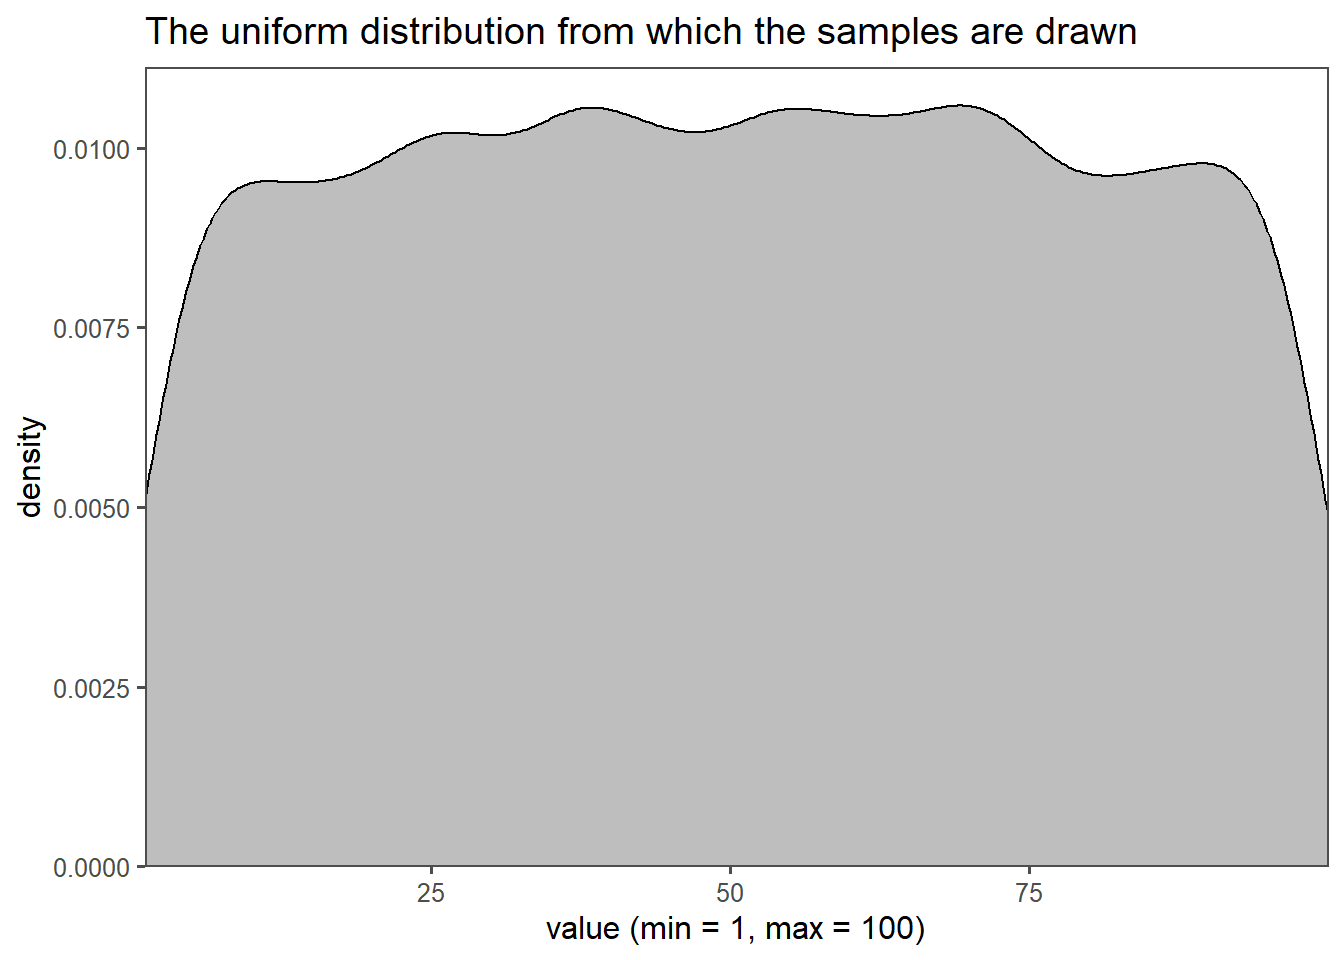 The uniform distribution from which the samples are drawn
density
0.0100
0.0075
0.0050
0.0025
0.0000
25 50 75
value (min = 1, max = 100)